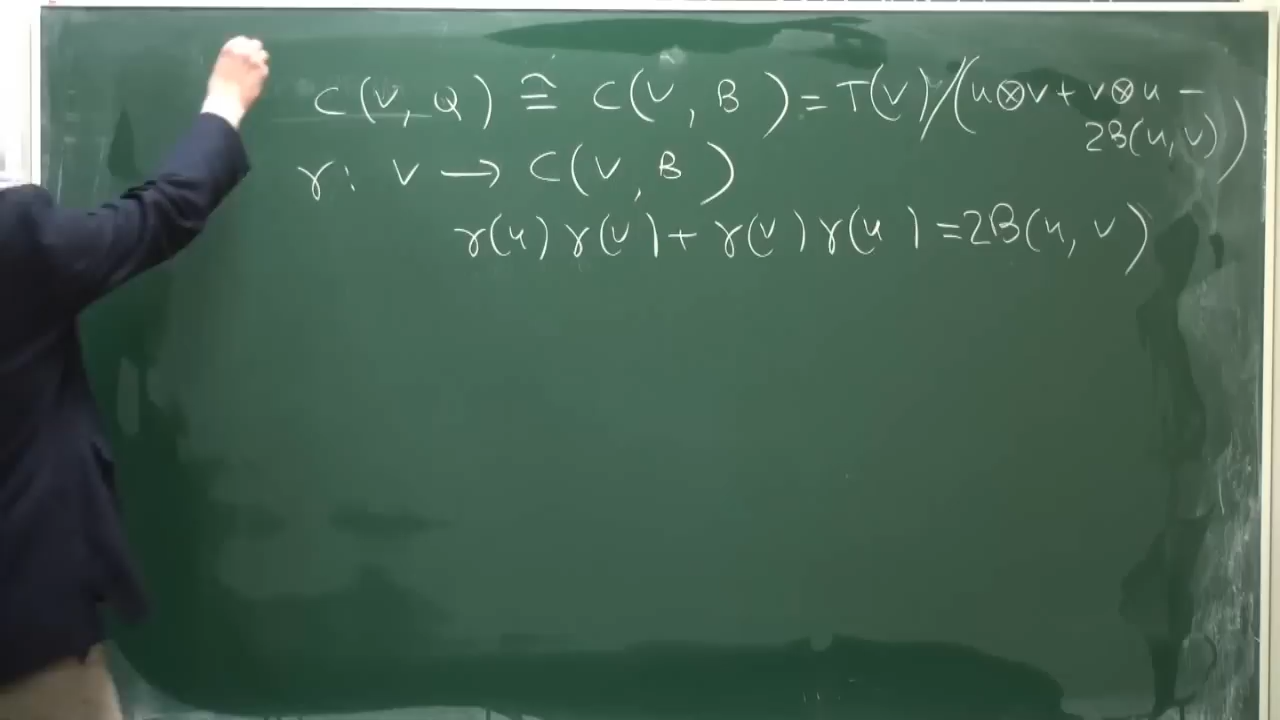 C(V, Q) ≅ C(V, B) = T(V)/(u⊗v + v⊗u −
2B(u, v))
γ: V → C(V, B)
γ(u)γ(v) + γ(v)γ(u) = 2B(u, v)